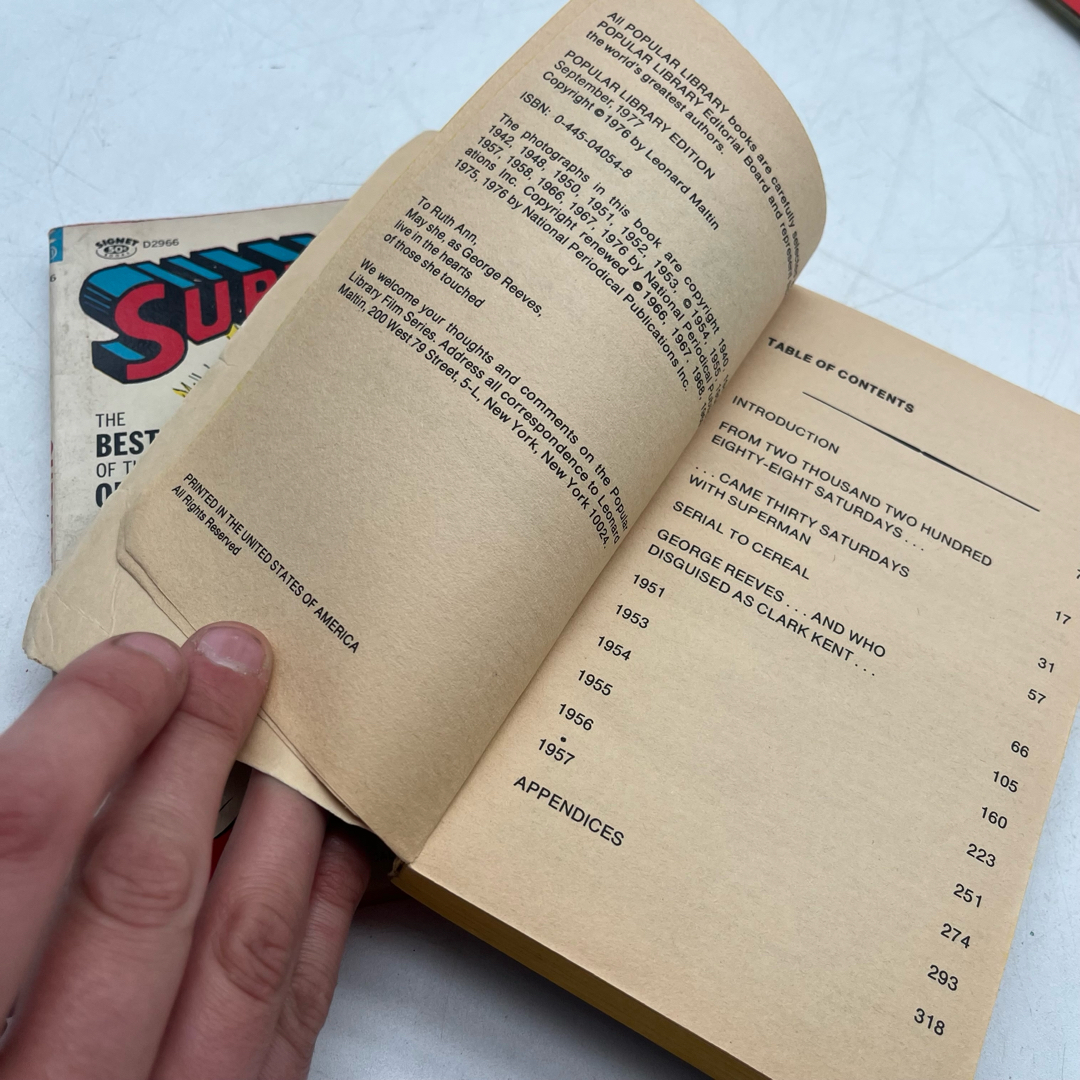 All POPULAR LIBRARY books are carefully
POPULAR LIBRARY Editorial Board and
the world's greatest authors.
POPULAR LIBRARY EDITION
September, 1977
Copyright © 1976 by Leonard Maltin
ISBN: 0-445-04054-8
The photographs in this book are copyright 1940,
1942, 1948, 1950, 1951, 1952, 1953, © 1954, 1955,
1957, 1958, 1966, 1967, 1976 by National Periodical
ations Inc. Copyright renewed © 1966, 1967, 1968,
1975, 1976 by National Periodical Publications Inc.
To Ruth Ann,
May she, as George Reeves,
live in the hearts
of those she touched
We welcome your thoughts and comments on the Popular
Library Film Series. Address all correspondence to Leonard
Maltin, 200 West 79 Street, 5-L, New York, New York 10024.
PRINTED IN THE UNITED STATES OF AMERICA
All Rights Reserved
TABLE OF CONTENTS
INTRODUCTION
FROM TWO THOUSAND TWO HUNDRED
EIGHTY-EIGHT SATURDAYS . . .
17
. . . CAME THIRTY SATURDAYS
WITH SUPERMAN
31
SERIAL TO CEREAL
57
GEORGE REEVES . . . AND WHO
DISGUISED AS CLARK KENT . . .
66
1951
105
1953
160
1954
223
1955
251
1956
274
1957
293
APPENDICES
318
SIGNET
D2966
THE
BEST
OF